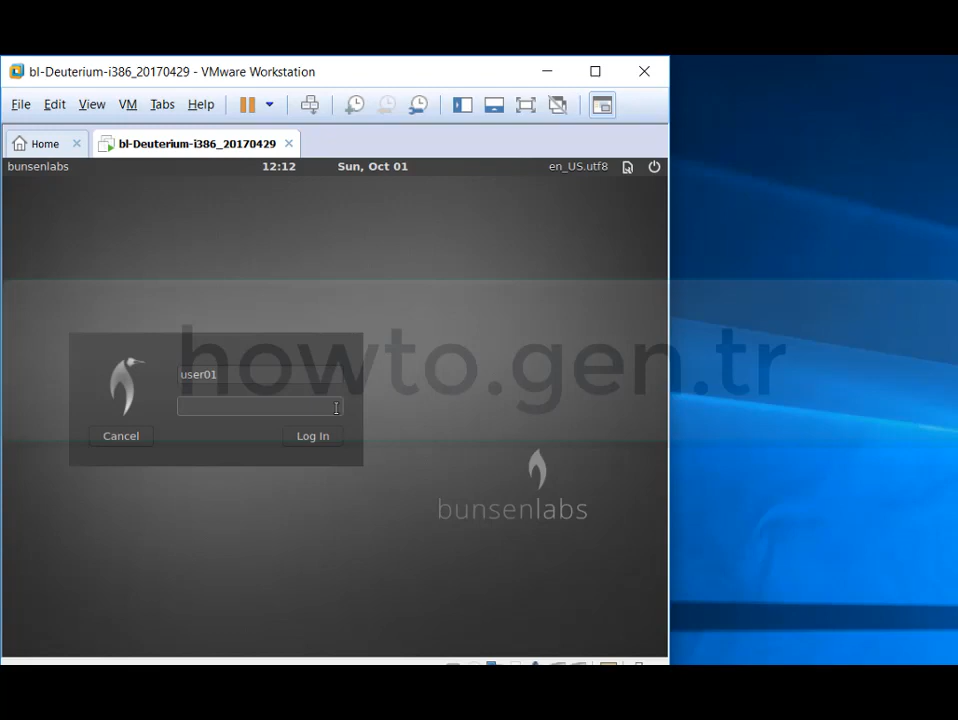 bl-Deuterium-i386_20170429 - VMware Workstation
File Edit View VM Tabs Help
Home bl-Deuterium-i386_20170429
bunsenlabs 12:12 Sun, Oct 01 en_US.utf8
howto.gen.tr
user01
Cancel Log In
bunsenlabs